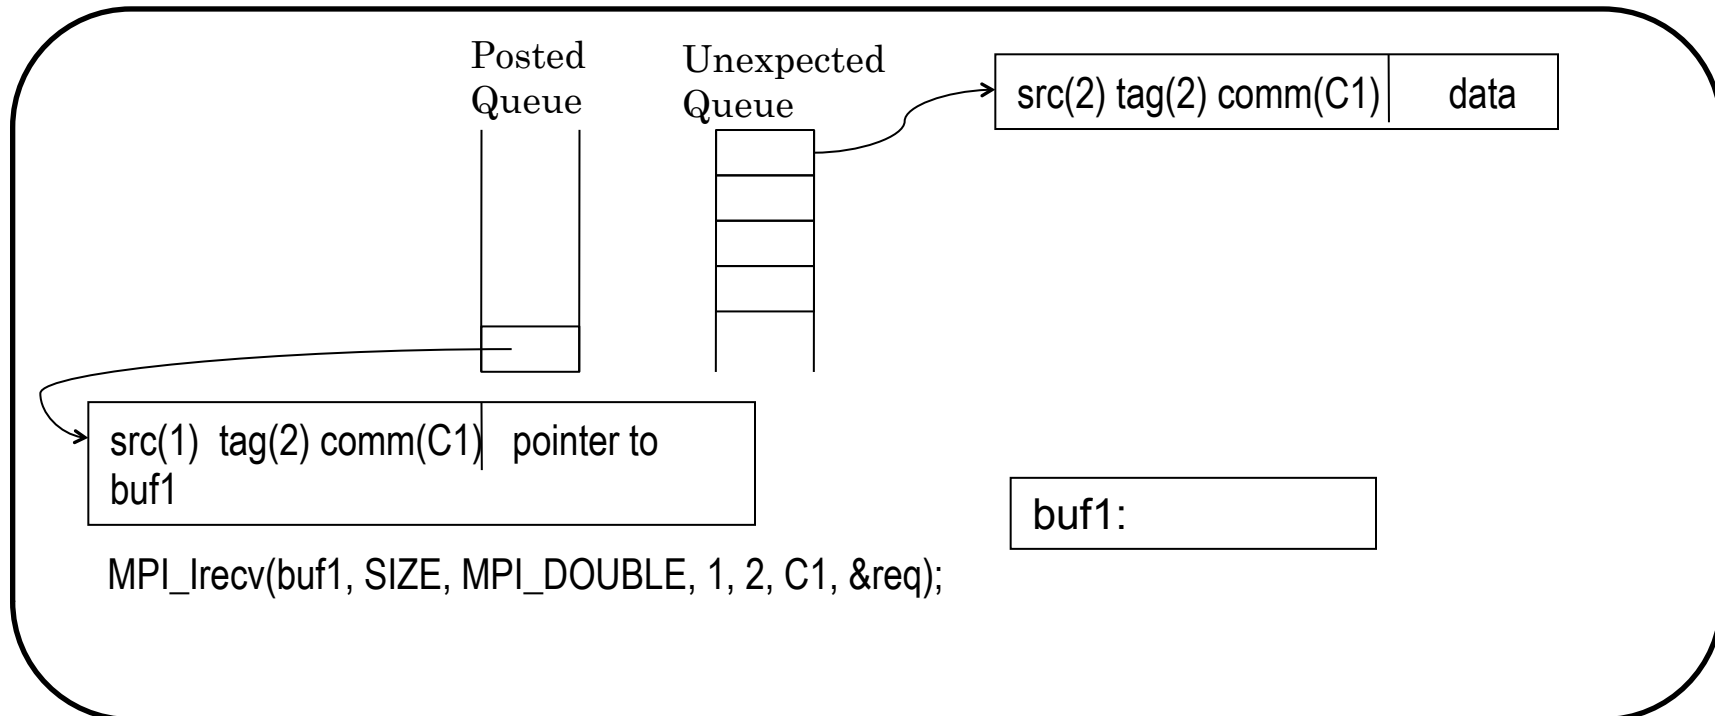 Posted
Queue
Unexpected
Queue
src(2) tag(2) comm(C1) data
src(1) tag(2) comm(C1) pointer to
buf1
buf1:
MPI_Irecv(buf1, SIZE, MPI_DOUBLE, 1, 2, C1, &req);